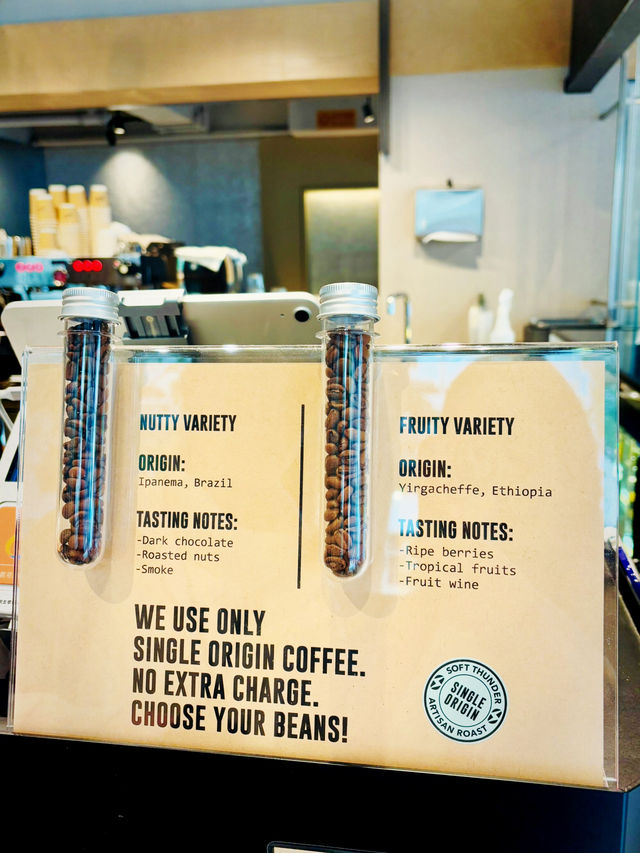 NUTTY VARIETY
ORIGIN:
Ipanema, Brazil
TASTING NOTES:
-Dark chocolate
-Roasted nuts
-Smoke
FRUITY VARIETY
ORIGIN:
Yirgacheffe, Ethiopia
TASTING NOTES:
-Ripe berries
-Tropical fruits
-Fruit wine
WE USE ONLY
SINGLE ORIGIN COFFEE.
NO EXTRA CHARGE.
CHOOSE YOUR BEANS!
SOFT THUNDER
SINGLE
ORIGIN
ARTISAN ROAST